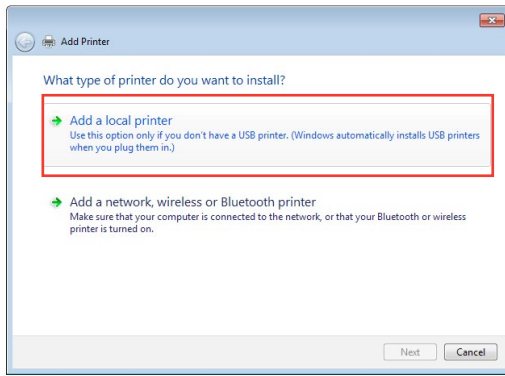 Add Printer
What type of printer do you want to install?
Add a local printer
Use this option only if you don't have a USB printer. (Windows automatically installs USB printers
when you plug them in.)
Add a network, wireless or Bluetooth printer
Make sure that your computer is connected to the network, or that your Bluetooth or wireless
printer is turned on.
Next
Cancel